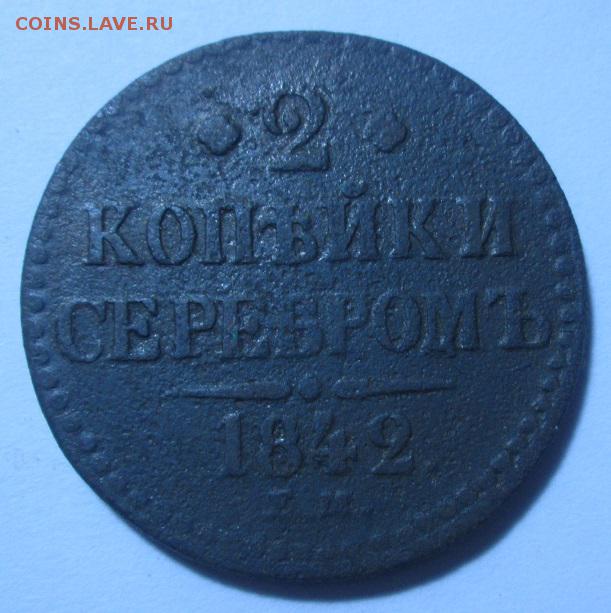 COINS.LAVE.RU
2
КОПѢЙКИ
СЕРЕБРОМЪ
1842